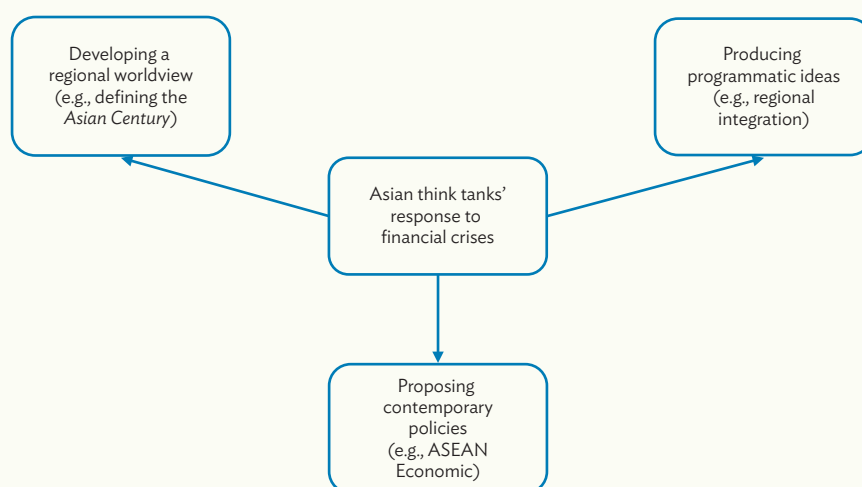 Developing a
regional worldview
(e.g., defining the
Asian Century)
Producing
programmatic ideas
(e.g., regional
integration)
Asian think tanks’
response to
financial crises
Proposing
contemporary
policies
(e.g., ASEAN
Economic)